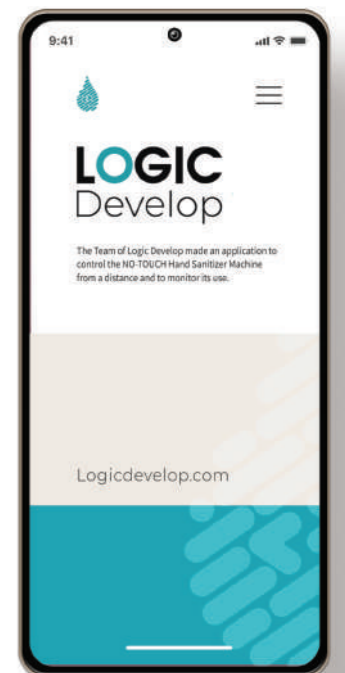 9:41
LOGIC
Develop
The Team of Logic Develop made an application to
control the NO-TOUCH Hand Sanitizer Machine
from a distance and to monitor its use.
Logicdevelop.com